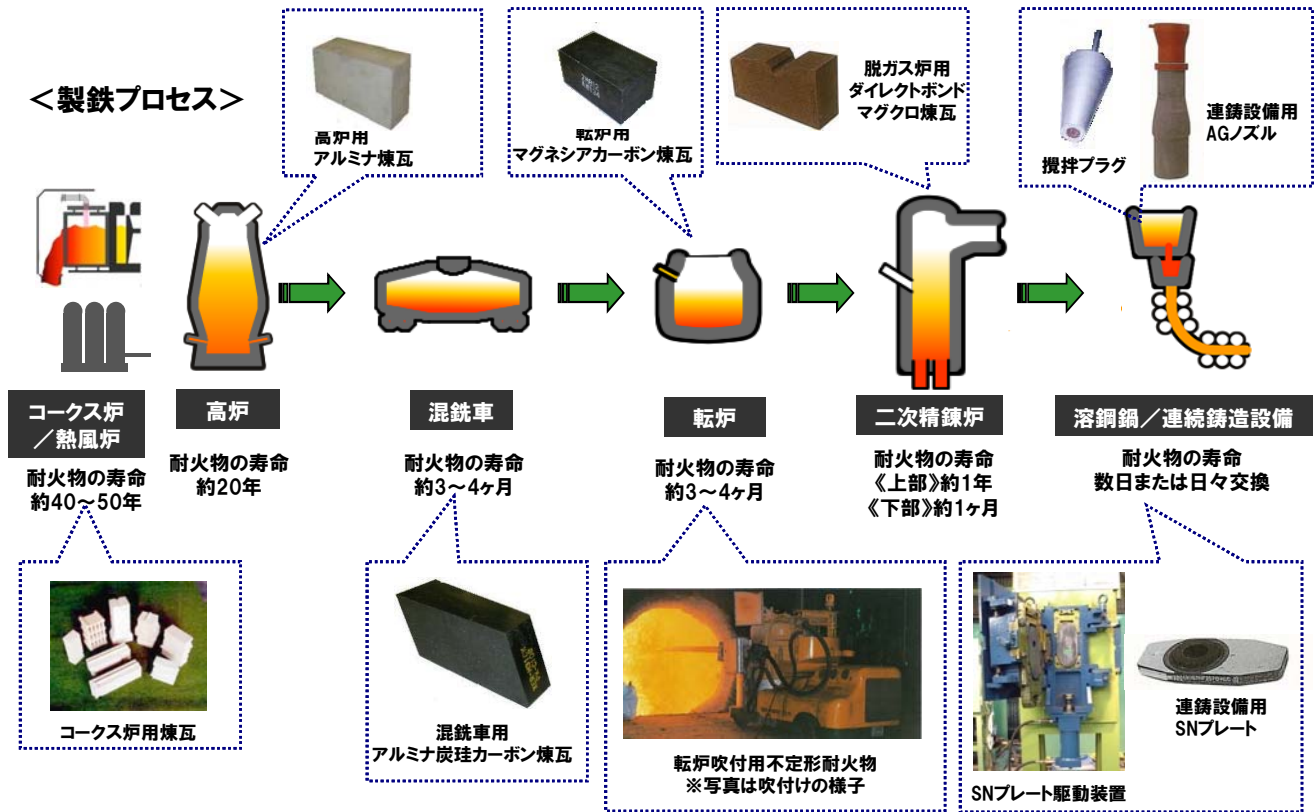 ＜製鉄プロセス＞
高炉用
アルミナ煉瓦
転炉用
マグネシアカーボン煉瓦
脱ガス炉用
ダイレクトボンド
マグクロ煉瓦
攪拌プラグ
連鋳設備用
AGノズル
コークス炉
／熱風炉
高炉
混銑車
転炉
二次精錬炉
溶鋼鍋／連続鋳造設備
耐火物の寿命
約40～50年
耐火物の寿命
約20年
耐火物の寿命
約3～4ヶ月
耐火物の寿命
約3～4ヶ月
耐火物の寿命
《上部》約1年
《下部》約1ヶ月
耐火物の寿命
数日または日々交換
コークス炉用煉瓦
混銑車用
アルミナ炭珪カーボン煉瓦
転炉吹付用不定形耐火物
※写真は吹付けの様子
SNプレート駆動装置
連鋳設備用
SNプレート